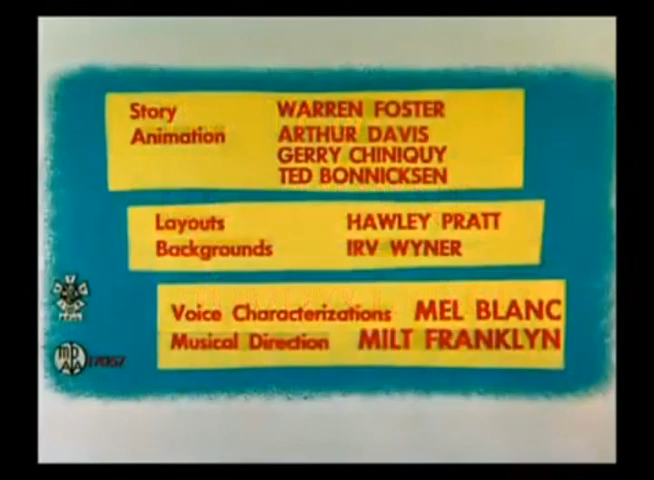 Story WARREN FOSTER
Animation ARTHUR DAVIS
GERRY CHINIQUY
TED BONNICKSEN
Layouts HAWLEY PRATT
Backgrounds IRV WYNER
Voice Characterizations MEL BLANC
Musical Direction MILT FRANKLYN